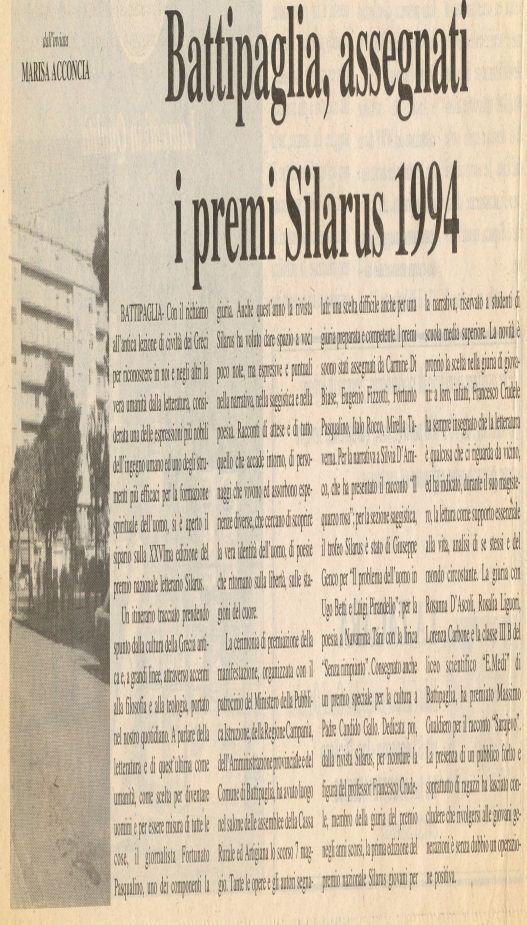 dall'inviata
MARISA ACCONCIA
Battipaglia, assegnati
i premi Silarus 1994
BATTIPAGLIA- Con il richiamo
all'antica lezione di civiltà dei Greci
per riconoscere in noi e negli altri la
vera umanità dalla letteratura, consi-
derata una delle espressioni più nobili
dell'ingegno umano ed uno degli stru-
menti più efficaci per la formazione
spirituale dell'uomo, si è aperto il
sipario sulla XXVIma edizione del
premio nazionale letterario Silarus.
Un itinerario tracciato prendendo
spunto dalla cultura della Grecia anti-
ca e, a grandi linee, attraverso accenni
alla filosofia e alla teologia, portato
nel nostro quotidiano. A parlare della
letteratura e di quest'ultima come
umanità, come scelta per diventare
uomini e per essere misura di tutte le
cose, il giornalista Fortunato
Pasqualino, uno dei componenti la
giuria. Anche quest'anno la rivista
Silarus ha voluto dare spazio a voci
poco note, ma espresive e puntuali
nella narrativa, nella saggistica e nella
poesia. Racconti di attese e di tutto
quello che accade intorno, di perso-
naggi che vivono ed assorbono espe-
rienze diverse, che cercano di scoprire
la vera identità dell'uomo, di poesie
che ritornano sulla libertà, sulle sta-
gioni del cuore.
La cerimonia di premiazione della
manifestazione, organizzata con il
patrocinio del Ministero della Pubbli-
ca Istruzione, della Regione Campania,
dell'Amministrazione provinciale e del
Comune di Battipaglia, ha avuto luogo
nel salone delle assemblee della Cassa
Rurale ed Artigiana lo scorso 7 mag-
gio. Tante le opere e gli autori segna-
lati: una scelta difficile anche per una
giuria preparata e competente. I premi
sono stati assegnati da Carmine Di
Biase, Eugenio Fizzotti, Fortunto
Pasqualino, Italo Rocco, Mirella Ta-
verna. Per la narrativa a Silvia D'Ami-
co, che ha presentato il racconto "Il
quarzo rosa"; per la sezione saggistica,
il trofeo Silarus è stato di Giuseppe
Genco per "Il problema dell'uomo in
Ugo Betti e Luigi Pirandello"; per la
poesia a Navarrina Tani con la lirica
"Senza rimpianto". Consegnato anche
un premio speciale per la cultura a
Padre Candido Gallo. Dedicata poi,
dalla rivista Silarus, per ricordare la
figura del professor Francesco Crude-
le, membro della giuria del premio
negli anni scorsi, la prima edizione del
premio nazionale Silarus giovani per
la narrativa, riservato a studenti di
scuola media superiore. La novità è
proprio la scelta nella giuria di giova-
ni: a loro, infatti, Francesco Crudele
ha sempre insegnato che la letteratura
è qualcosa che ci riguarda da vicino,
ed ha indicato, durante il suo magiste-
ro, la lettura come supporto essenziale
alla vita, analisi di se stessi e del
mondo circostante. La giuria con
Rosanna D'Ascoli, Rosalia Liguori,
Lorenza Carbone e la classe III B del
liceo scientifico "E.Medi" di
Battipaglia, ha premiato Massimo
Gualdiero per il racconto "Sarajevo".
La presenza di un pubblico forbito e
soprattutto di ragazzi ha lasciato con-
cludere che rivolgersi alle giovani ge-
nerazioni è senza dubbio un operazio-
ne positiva.